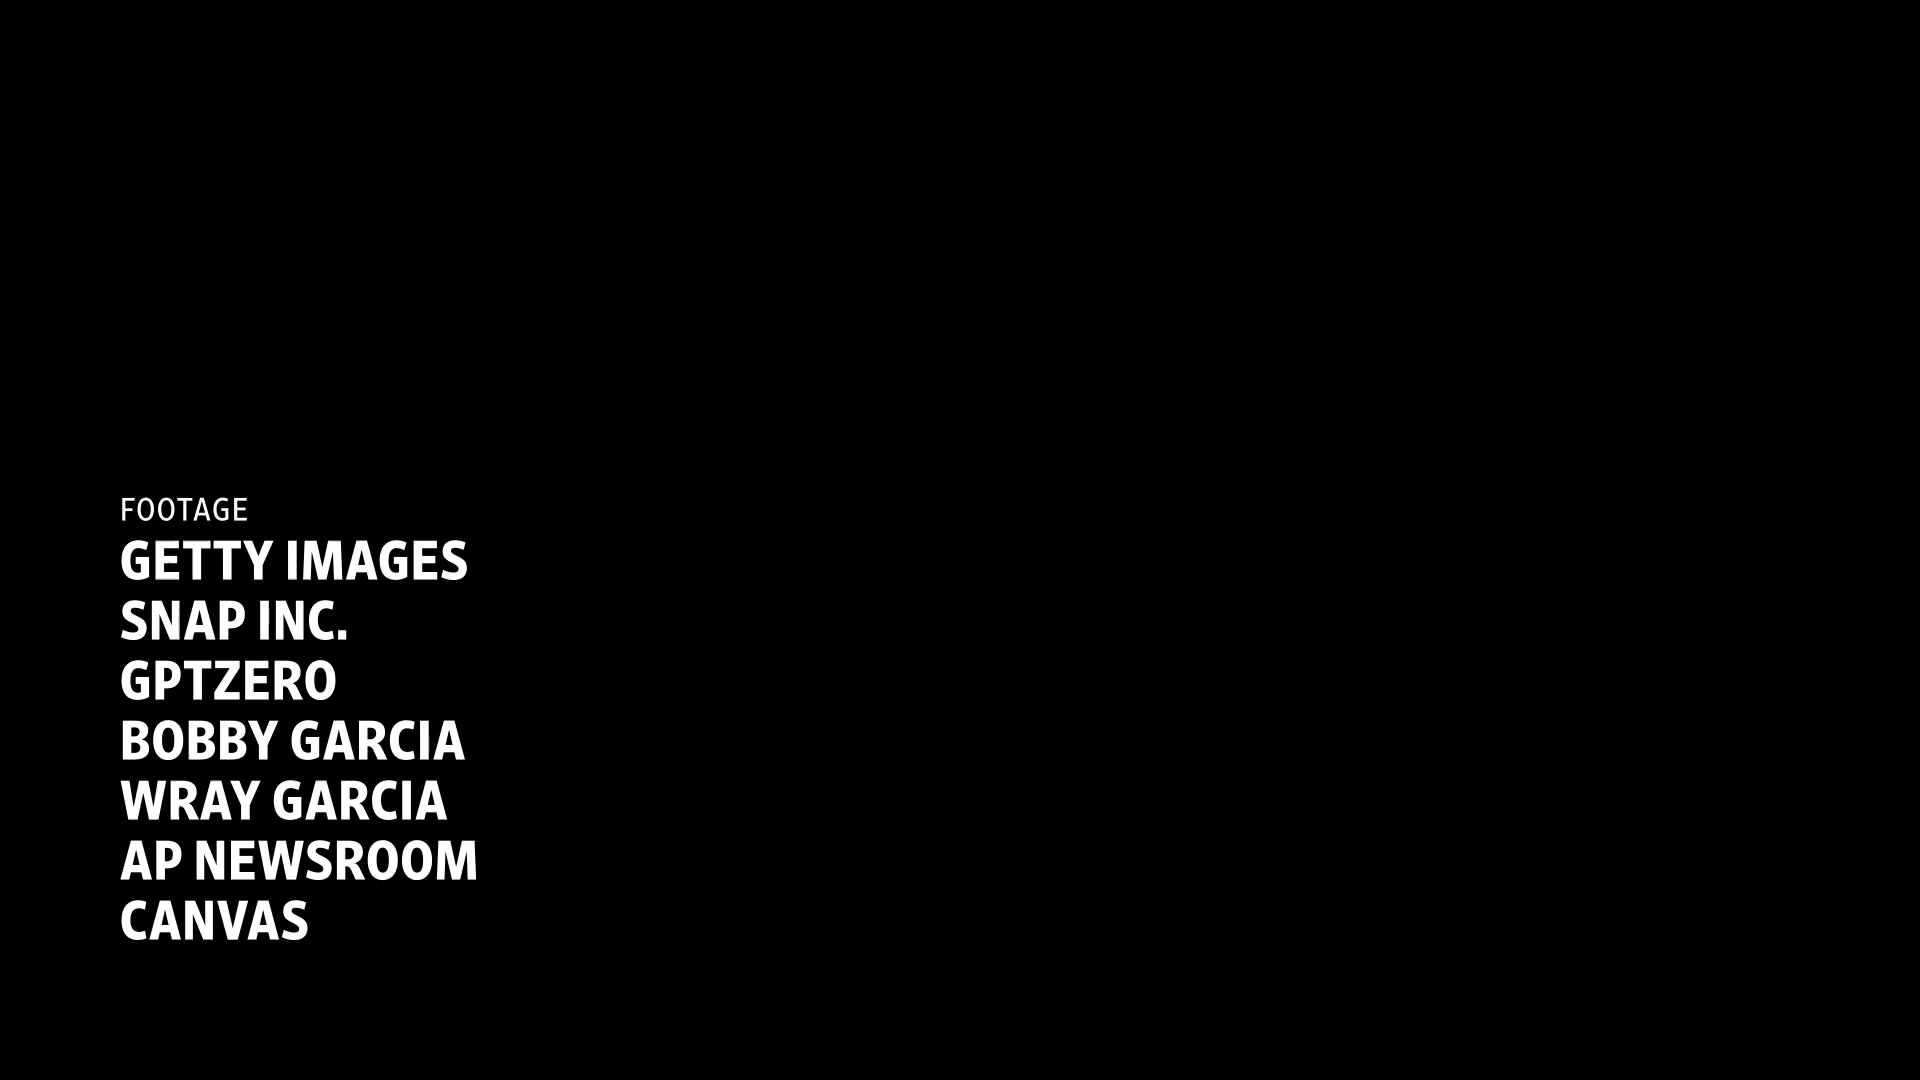 FOOTAGE
GETTY IMAGES
SNAP INC.
GPTZERO
BOBBY GARCIA
WRAY GARCIA
AP NEWSROOM
CANVAS